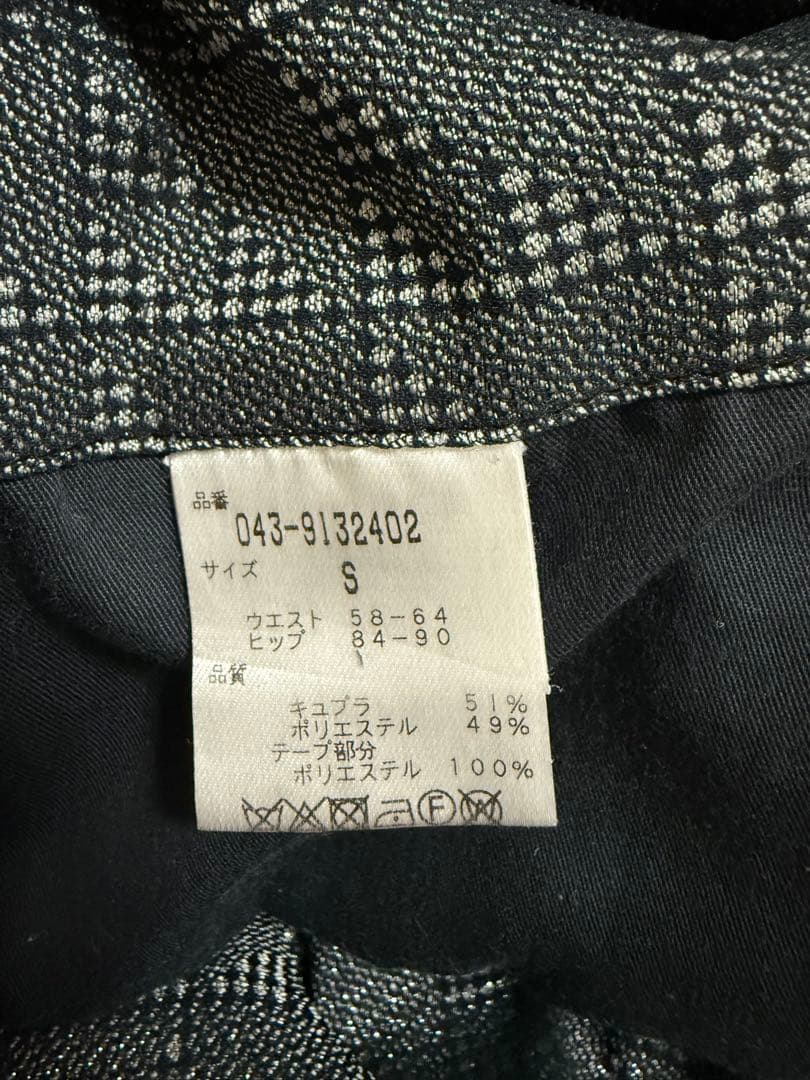 品番
043-9132402
サイズ S
ウエスト 58-64
ヒップ 84-90
品質
キュプラ 51%
ポリエステル 49%
テープ部分
ポリエステル 100%
F W